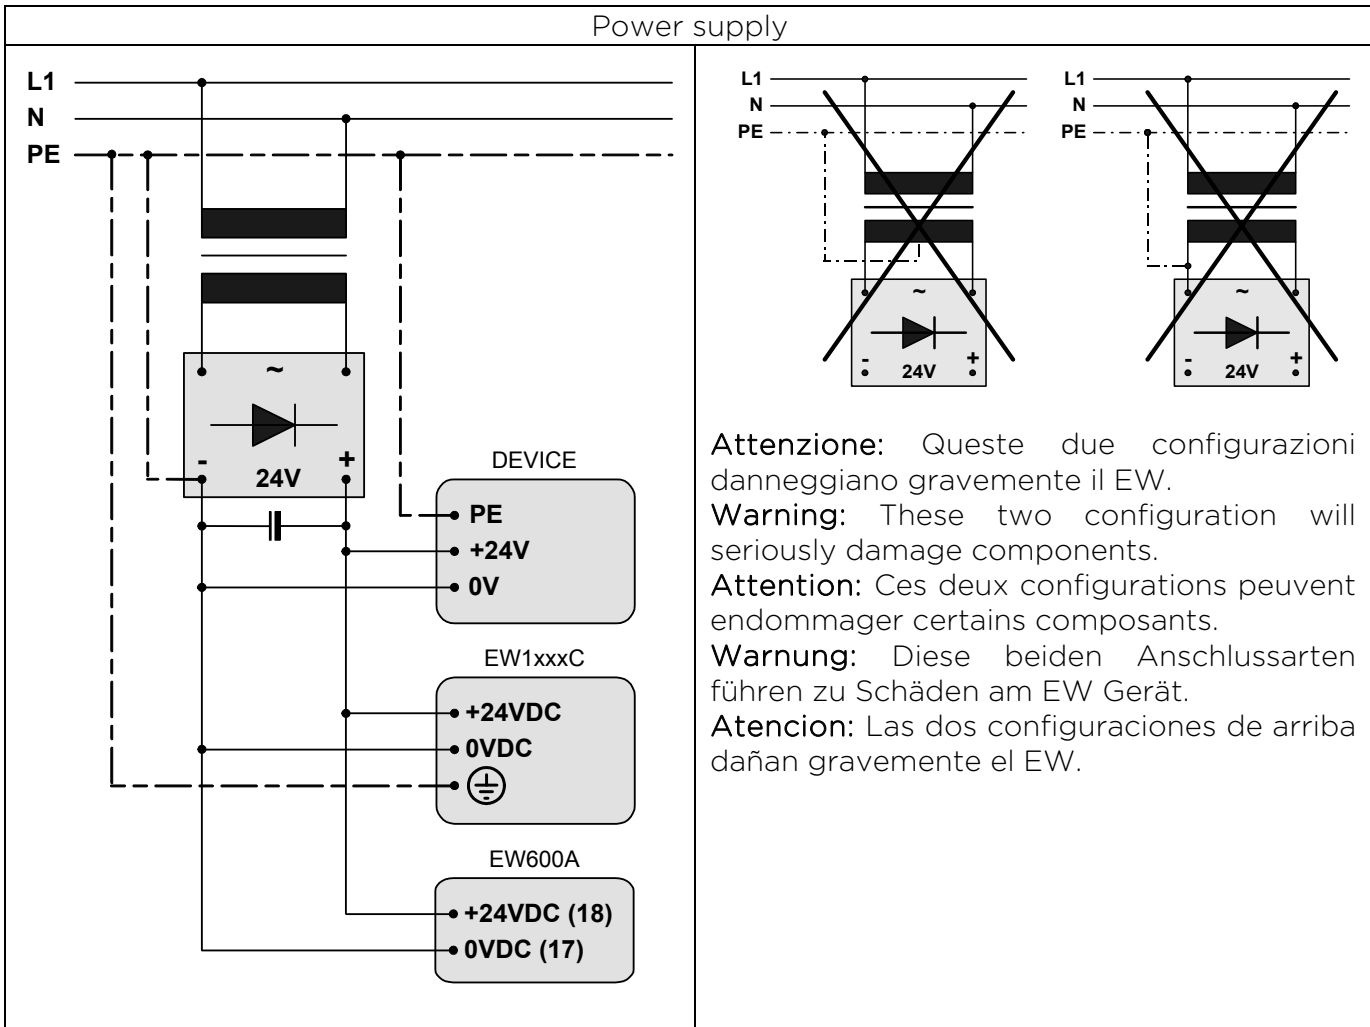 Power supply
L1
N
PE
~
-
+
24V
DEVICE
PE
+24V
0V
EW1xxxC
+24VDC
0VDC
EW600A
+24VDC (18)
0VDC (17)
L1
N
PE
~
-
+
24V
L1
N
PE
~
-
+
24V
Attenzione: Queste due configurazioni
danneggiano gravemente il EW.
Warning: These two configuration will
seriously damage components.
Attention: Ces deux configurations peuvent
endommager certains composants.
Warnung: Diese beiden Anschlussarten
führen zu Schäden am EW Gerät.
Atencion: Las dos configuraciones de arriba
dañan gravemente el EW.